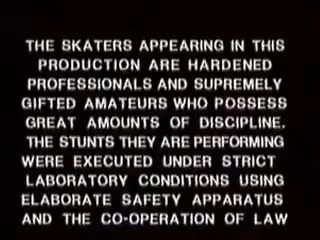 THE SKATERS APPEARING IN THIS
PRODUCTION ARE HARDENED
PROFESSIONALS AND SUPREMELY
GIFTED AMATEURS WHO POSSESS
GREAT AMOUNTS OF DISCIPLINE.
THE STUNTS THEY ARE PERFORMING
WERE EXECUTED UNDER STRICT
LABORATORY CONDITIONS USING
ELABORATE SAFETY APPARATUS
AND THE CO-OPERATION OF LAW